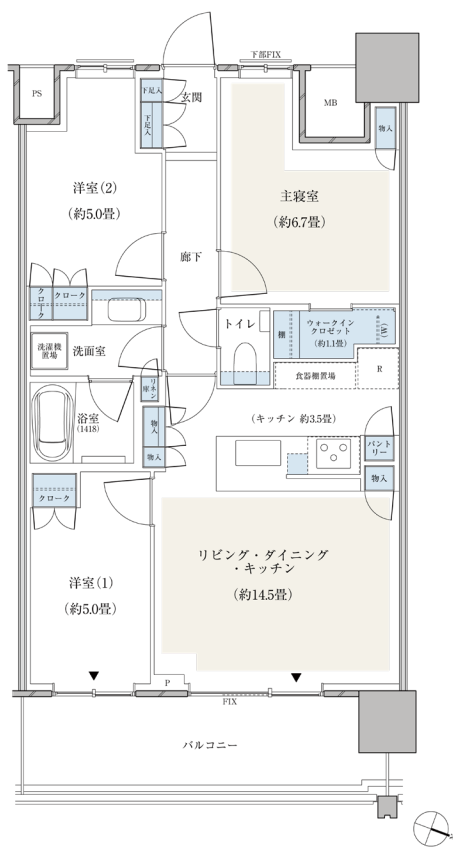 下部FIX
PS
下足入
玄関
下足入
MB
物入
洋室(2)
(約5.0畳)
主寝室
(約6.7畳)
廊下
クローク
クローク
トイレ
棚
ウォークイン
クロゼット
(約1.1畳)
(W)
洗濯機
置場
洗面室
食器棚置場
R
リネン庫
浴室
(1418)
物入
(キッチン 約3.5畳)
物入
パント
リー
物入
クローク
リビング・ダイニング
・キッチン
(約14.5畳)
洋室(1)
(約5.0畳)
P
FIX
バルコニー